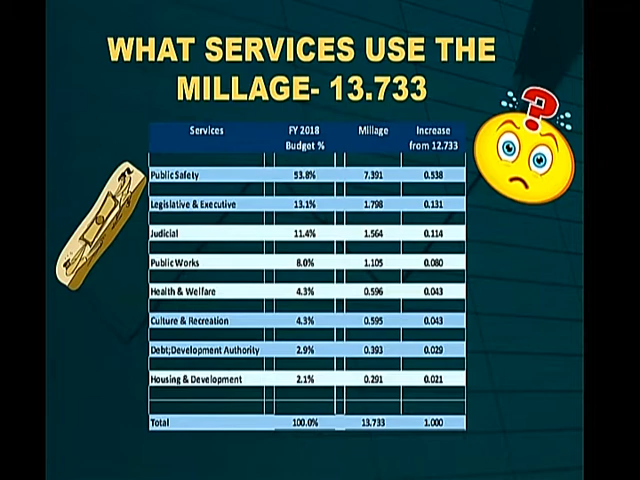 WHAT SERVICES USE THE
MILLAGE- 13.733
?
Services FY 2018 Millage Increase
Budget % from 12.733
Public Safety 53.8% 7.391 0.538
Legislative & Executive 13.1% 1.798 0.131
Judicial 11.4% 1.564 0.114
Public Works 8.0% 1.105 0.080
Health & Welfare 4.3% 0.596 0.043
Culture & Recreation 4.3% 0.595 0.043
Debt;Development Authority 2.9% 0.393 0.029
Housing & Development 2.1% 0.291 0.021
Total 100.0% 13.733 1.000